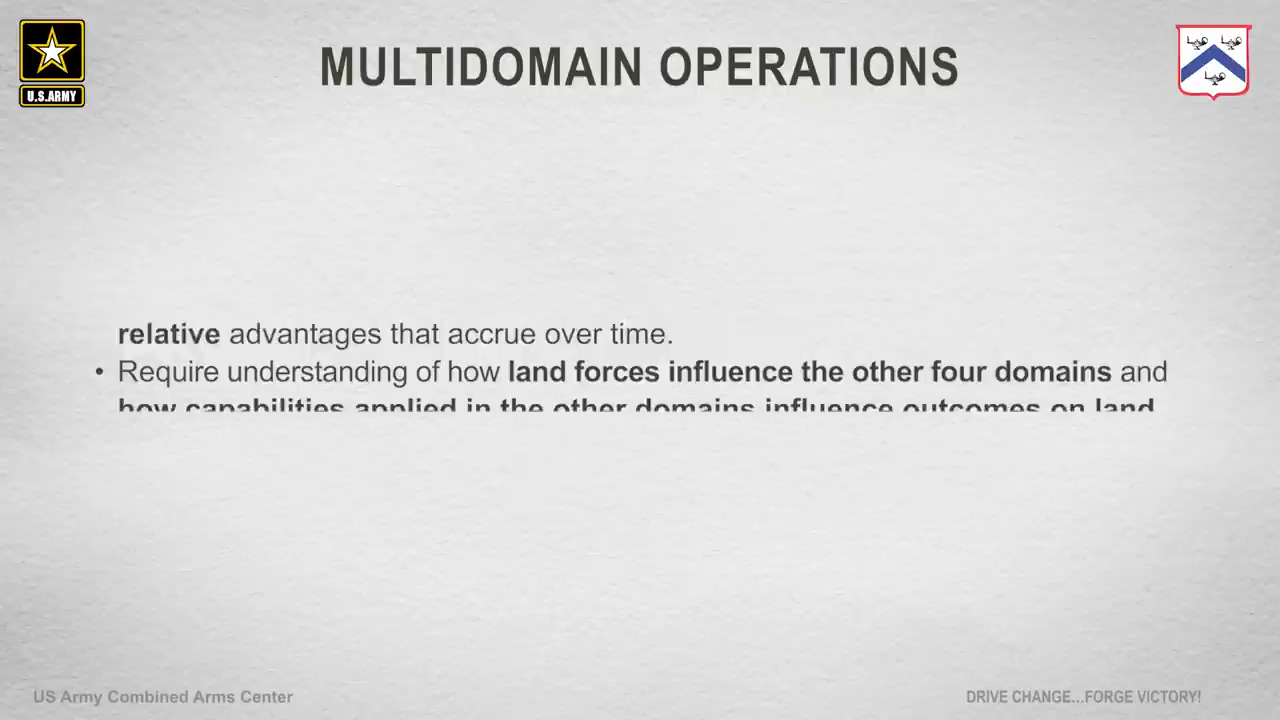 U.S.ARMY
MULTIDOMAIN OPERATIONS
relative advantages that accrue over time.
• Require understanding of how land forces influence the other four domains and
how capabilities applied in the other domains influence outcomes on land
US Army Combined Arms Center
DRIVE CHANGE...FORGE VICTORY!